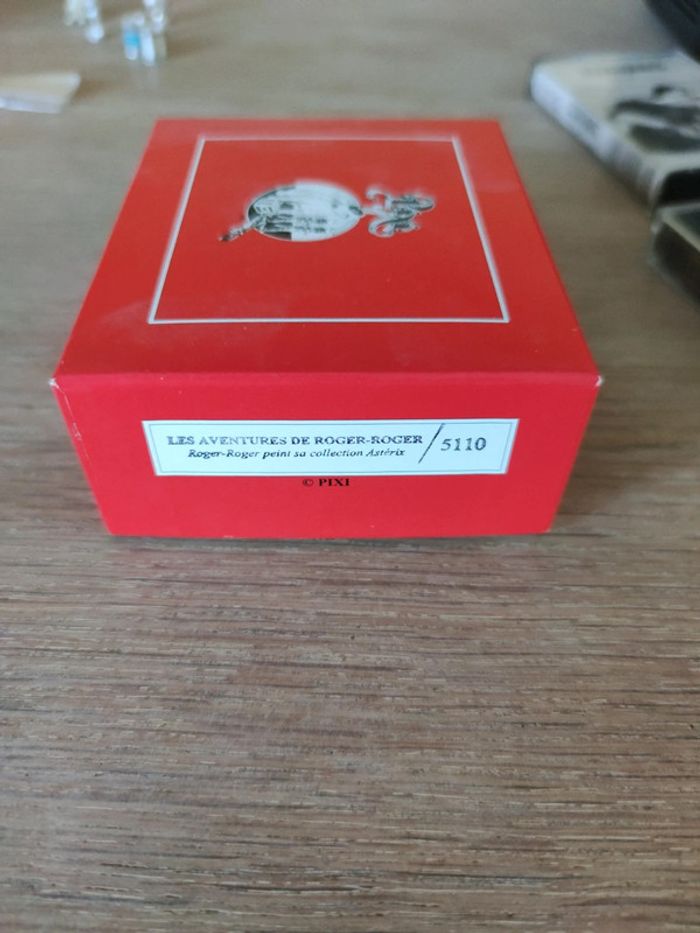 LES AVENTURES DE ROGER-ROGER / 5110
Roger-Roger peint sa collection Astérix
© PIXI